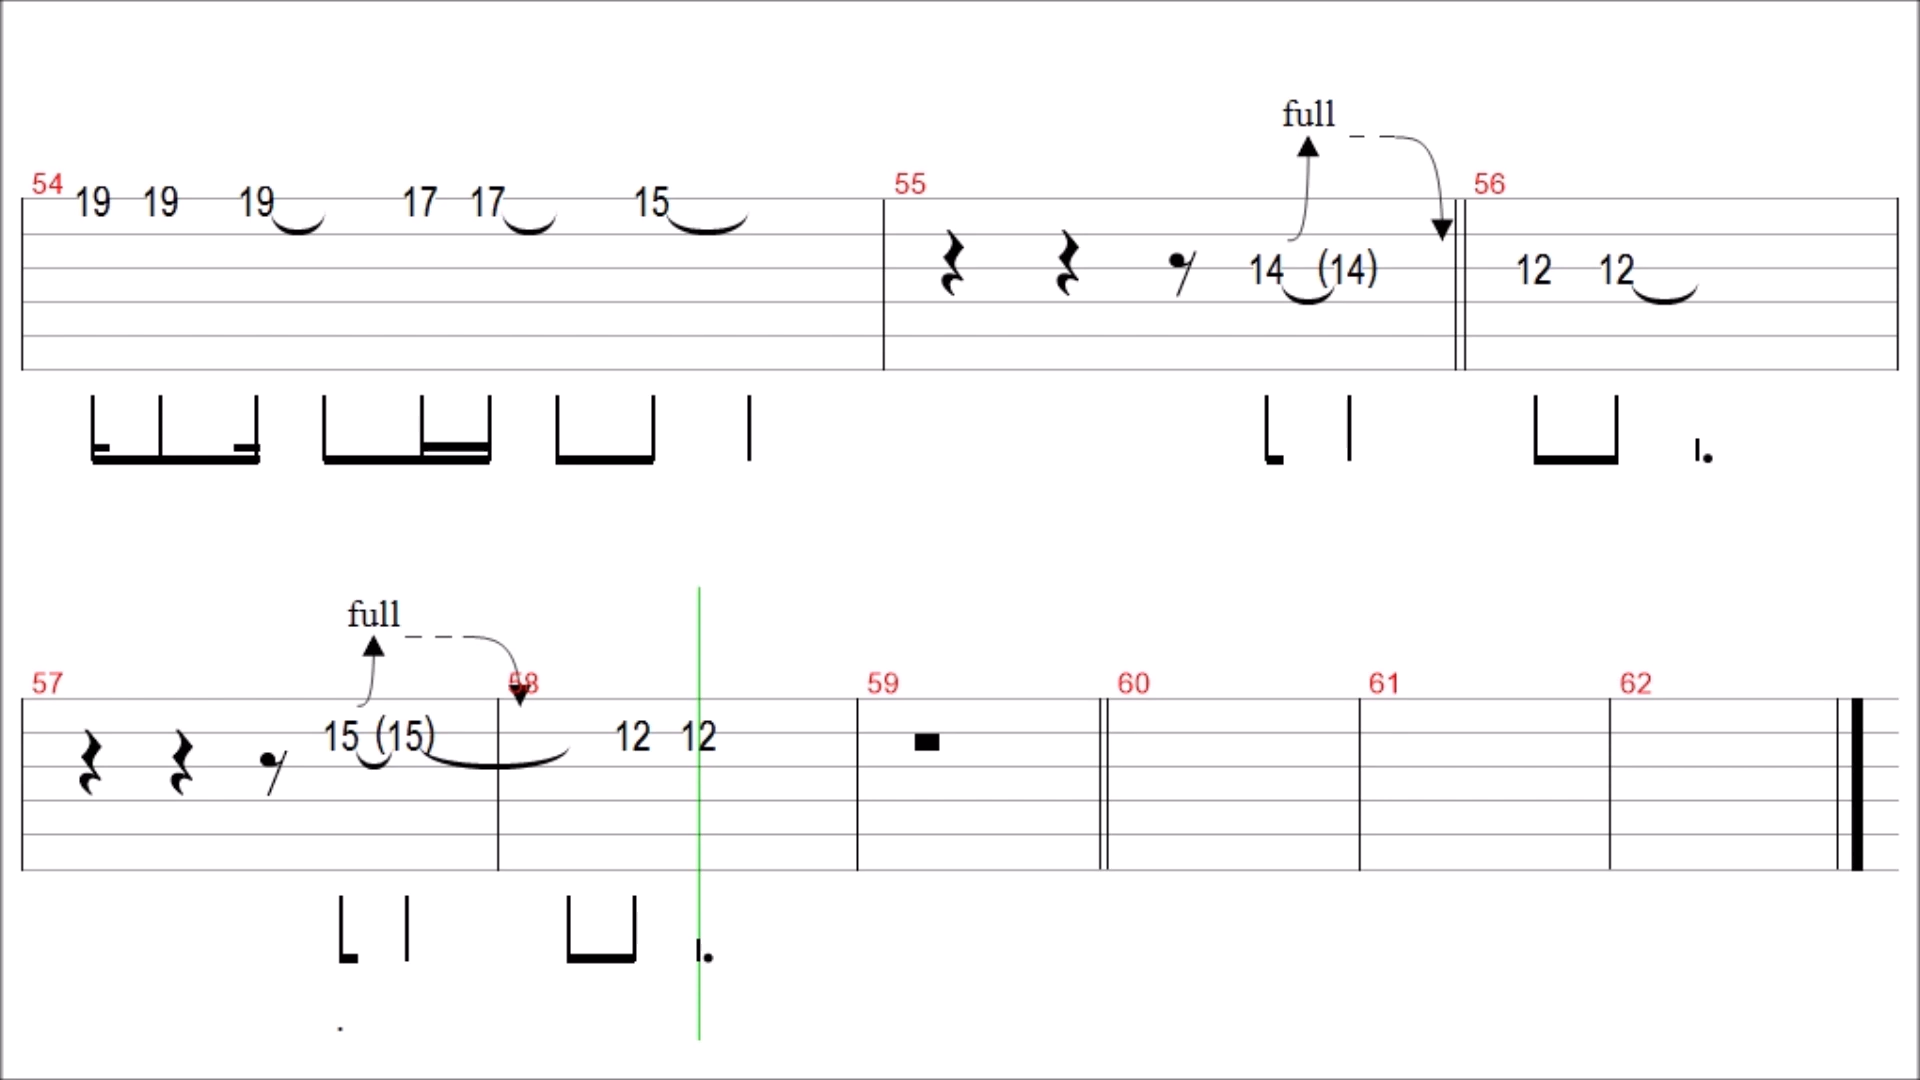 full
54 55 56
19 19 19 17 17 15
14 (14) 12 12
full
57 58 59 60 61 62
15 (15) 12 12